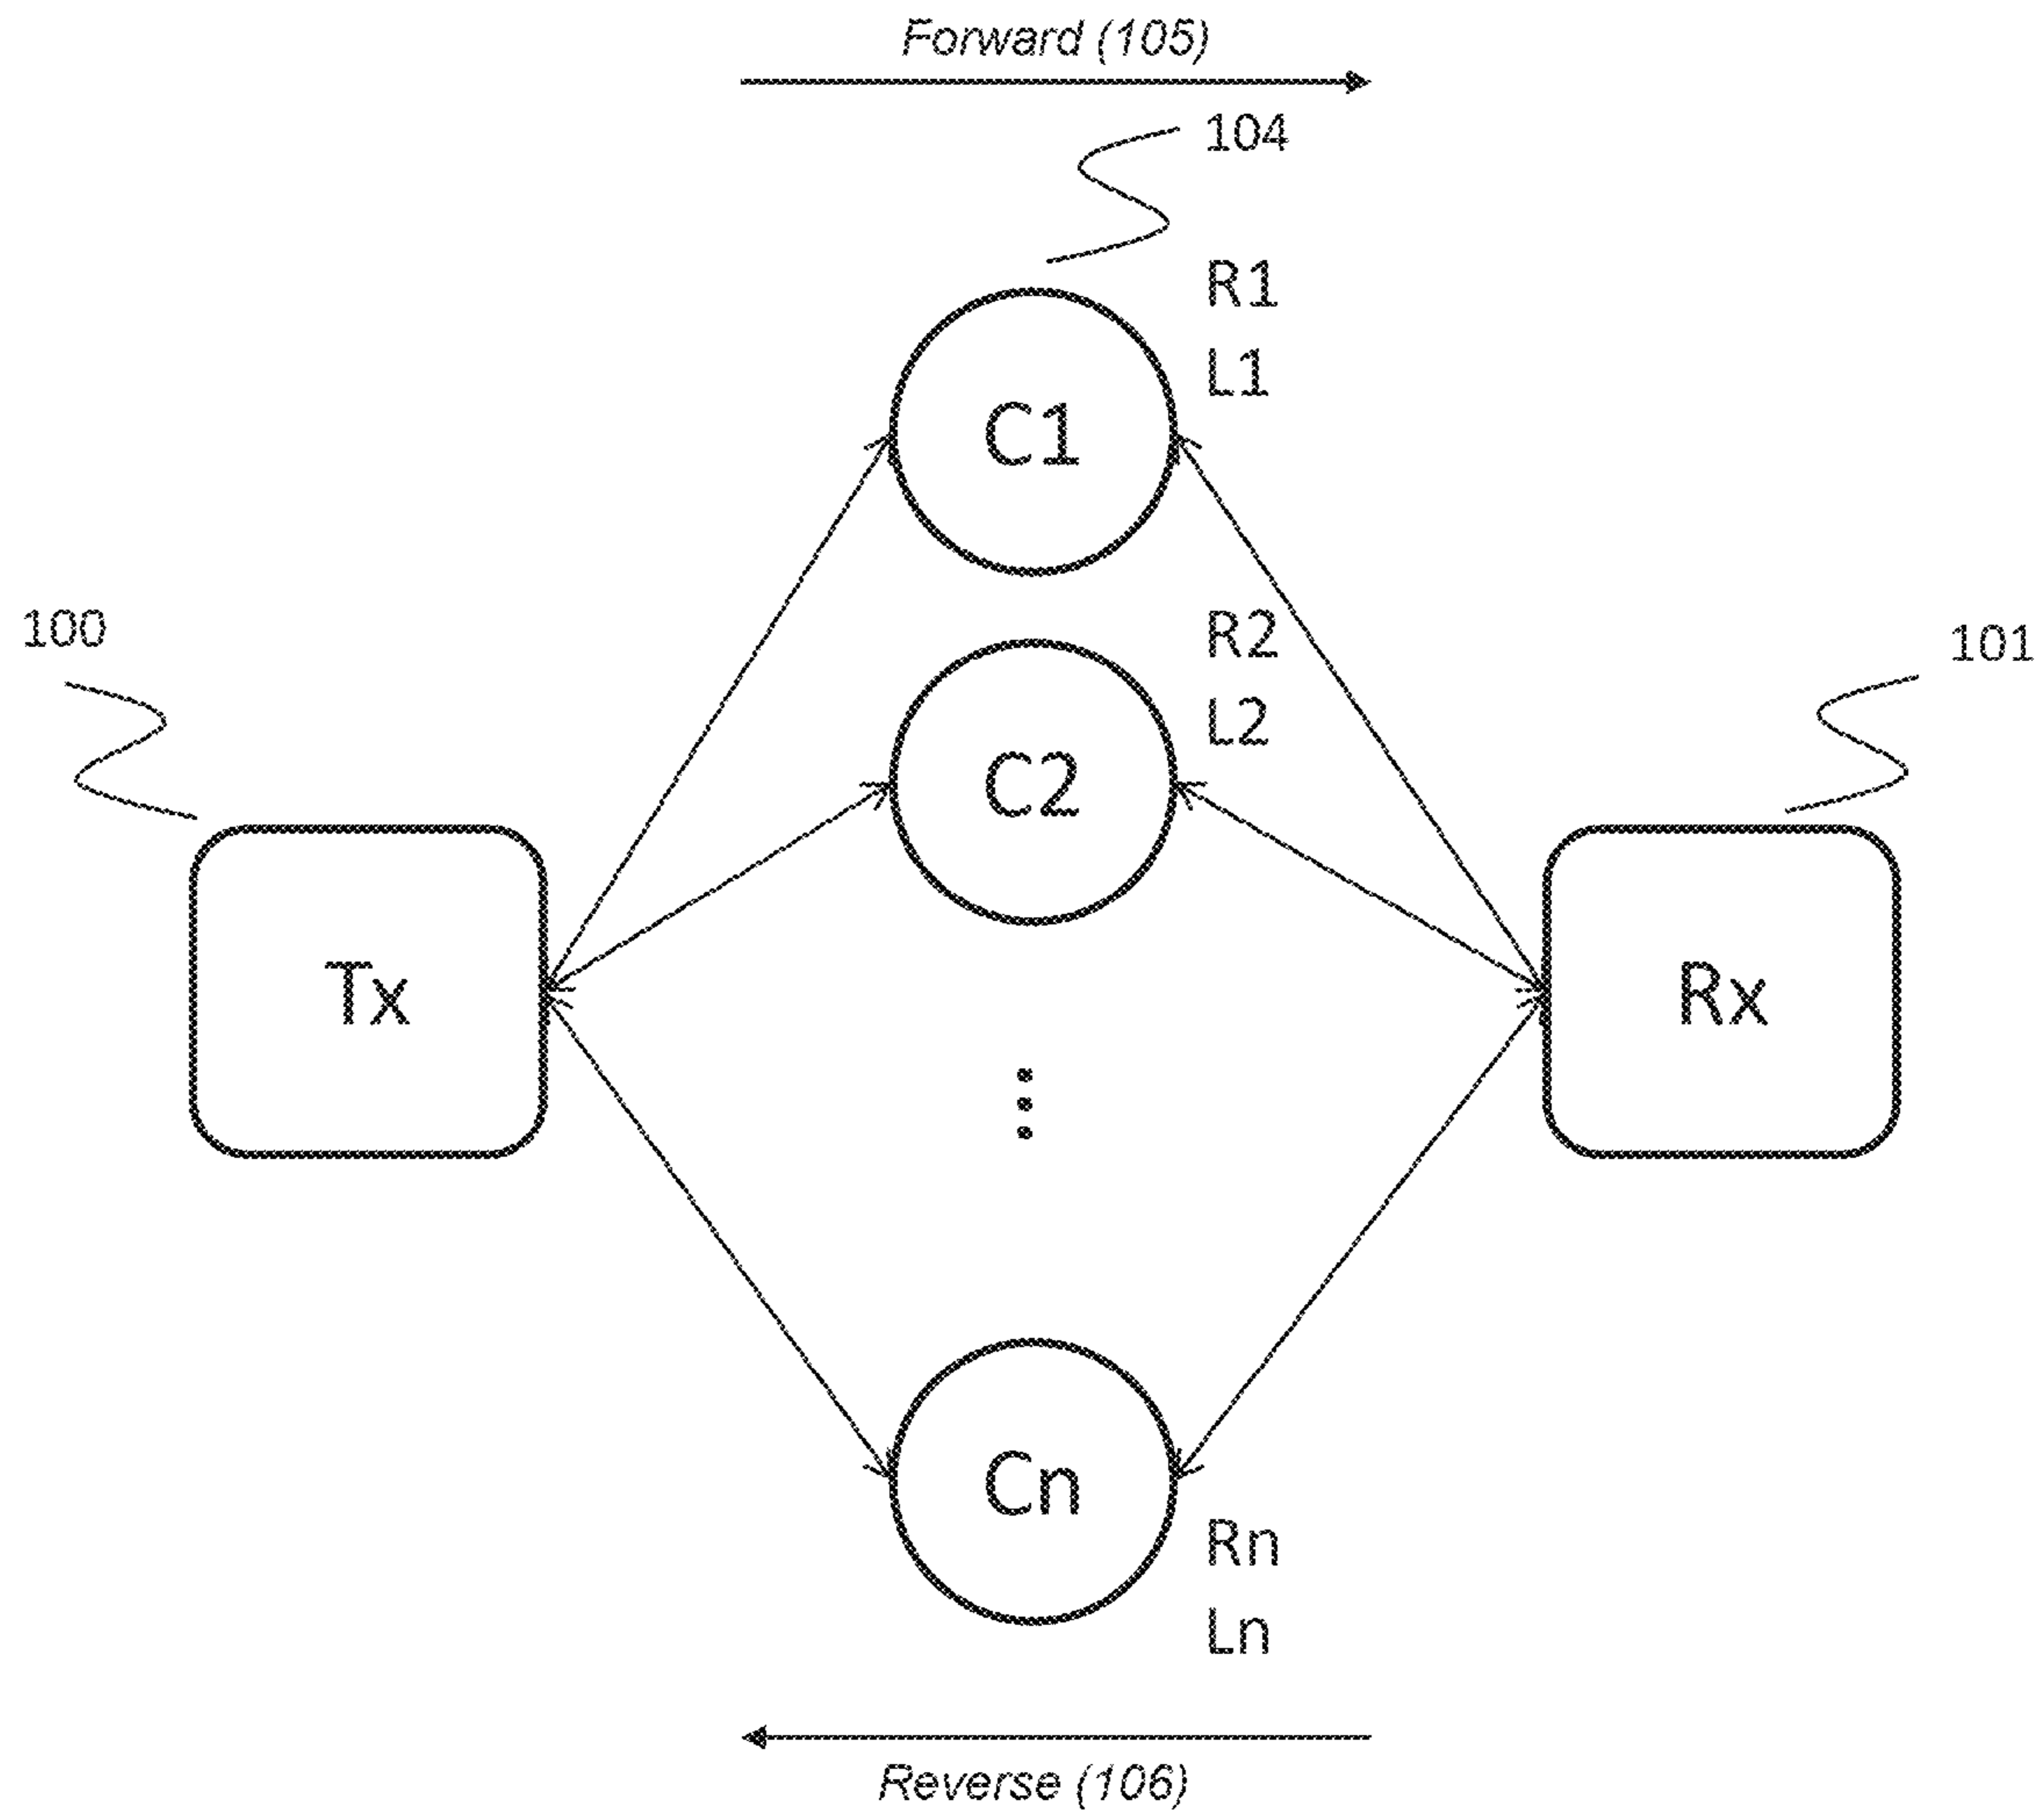 Forward (105)
104
R1
L1
C1
100
R2
101
L2
C2
Tx
Rx
Cn
Rn
Ln
Reverse (106)